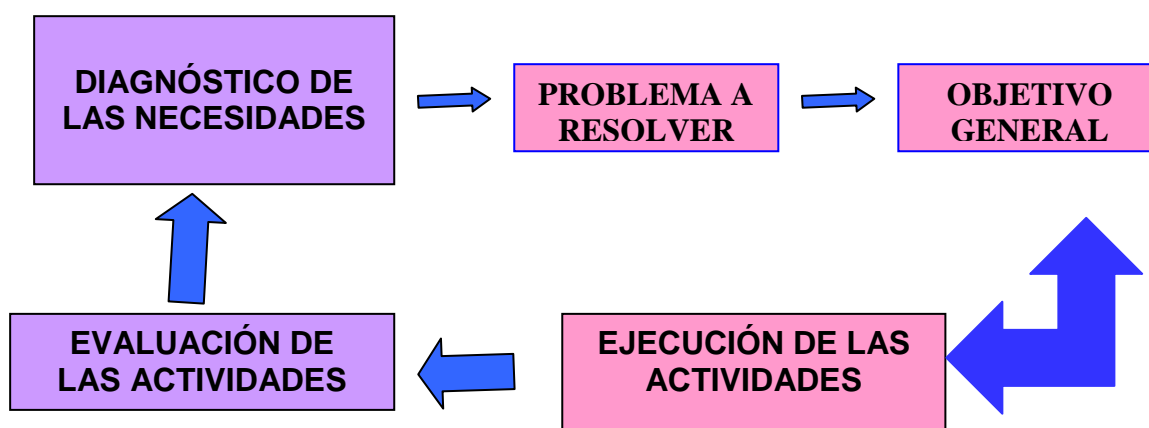 DIAGNÓSTICO DE
LAS NECESIDADES
PROBLEMA A
RESOLVER
OBJETIVO
GENERAL
EVALUACIÓN DE
LAS ACTIVIDADES
EJECUCIÓN DE LAS
ACTIVIDADES